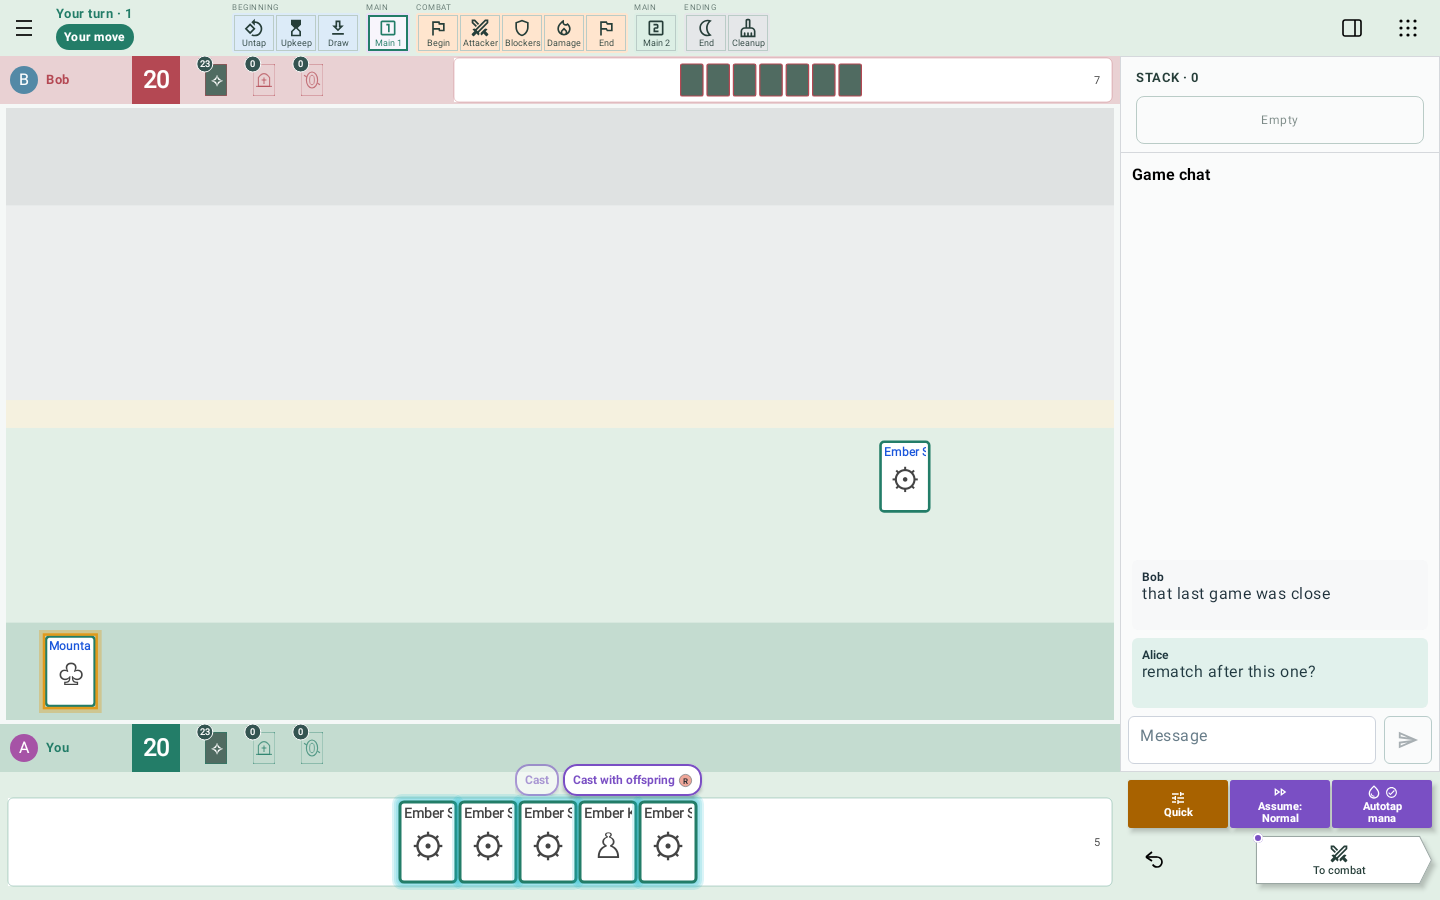 Your turn · 1
Your move
BEGINNING
Untap
Upkeep
Draw
MAIN
Main 1
COMBAT
Begin
Attacker
Blockers
Damage
End
MAIN
Main 2
ENDING
End
Cleanup
B
Bob
20
23
0
0
7
STACK · 0
Empty
Game chat
Ember S
Mounta
Bob
that last game was close
Alice
rematch after this one?
Message
A
You
20
23
0
0
Cast
Cast with offspring R
Ember S
Ember S
Ember S
Ember K
Ember S
5
Quick
Assume:
Normal
Autotap
mana
To combat